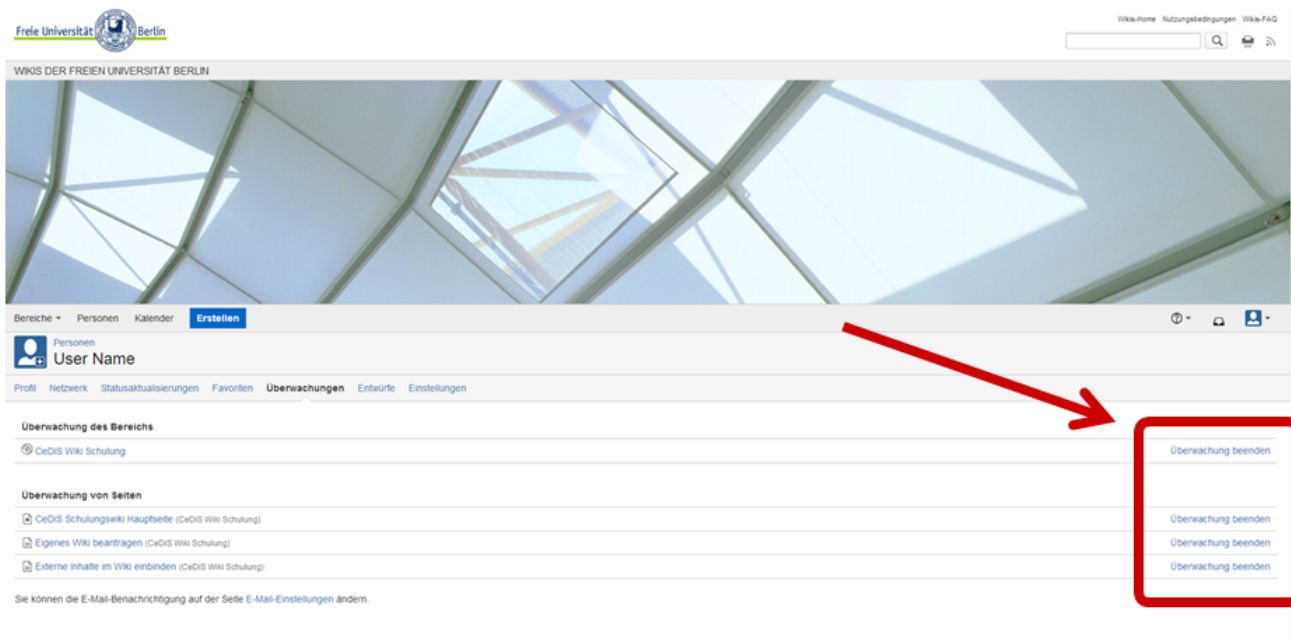 Wikis-Home Nutzungsbedingungen Wikis-FAQ
Freie Universität Berlin
WIKIS DER FREIEN UNIVERSITÄT BERLIN
Bereiche Personen Kalender Erstellen
Personen
User Name
Profil Netzwerk Statusaktualisierungen Favoriten Überwachungen Entwürfe Einstellungen
Überwachung des Bereichs
CeDiS Wiki Schulung Überwachung beenden
Überwachung von Seiten
CeDiS Schulungswiki Hauptseite (CeDiS Wiki Schulung) Überwachung beenden
Eigenes Wiki beantragen (CeDiS Wiki Schulung) Überwachung beenden
Externe Inhalte im Wiki einbinden (CeDiS Wiki Schulung) Überwachung beenden
Sie können die E-Mail-Benachrichtigung auf der Seite E-Mail-Einstellungen ändern.